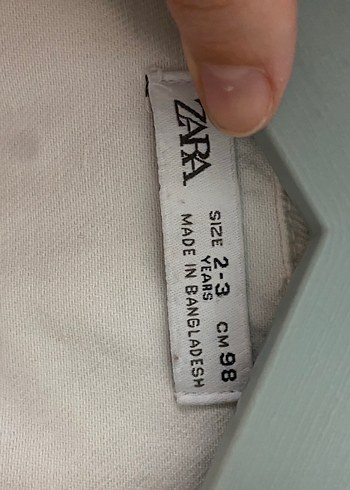 ZARA
SIZE 2-3 CM 98
YEARS
MADE IN BANGLADESH